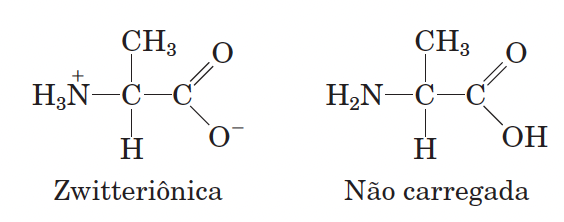 CH₃ O CH₃ O
+
H₃N—C—C H₂N—C—C
H O⁻ H OH
Zwitteriônica Não carregada